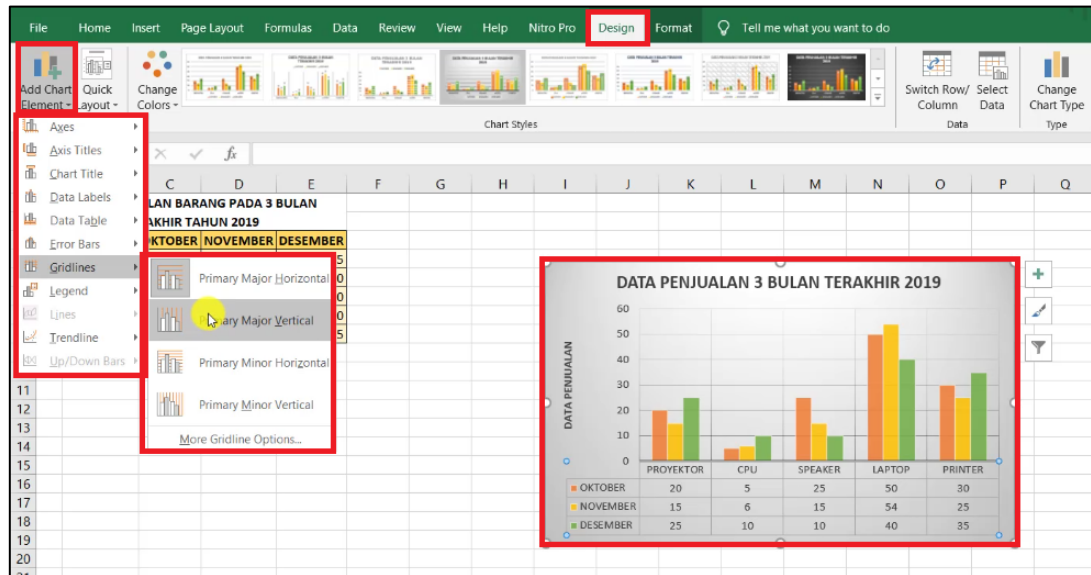 File Home Insert Page Layout Formulas Data Review View Help Nitro Pro Design Format Tell me what you want to do
Add Chart Element
Quick Layout
Change Colors
Chart Styles
Switch Row/ Column
Select Data
Data
Change Chart Type
Type
Axes
Axis Titles
Chart Title
Data Labels
Data Table
Error Bars
Gridlines
Legend
Lines
Trendline
Up/Down Bars
fx
C D E F G H I J K L M N O P Q
LAN BARANG PADA 3 BULAN
AKHIR TAHUN 2019
KTOBER NOVEMBER DESEMBER
5
0
0
0
5
Primary Major Horizontal
Primary Major Vertical
Primary Minor Horizontal
Primary Minor Vertical
More Gridline Options...
11
12
13
14
15
16
17
18
19
20
DATA PENJUALAN 3 BULAN TERAKHIR 2019
DATA PENJUALAN
60
50
40
30
20
10
0
PROYEKTOR CPU SPEAKER LAPTOP PRINTER
OKTOBER 20 5 25 50 30
NOVEMBER 15 6 15 54 25
DESEMBER 25 10 10 40 35